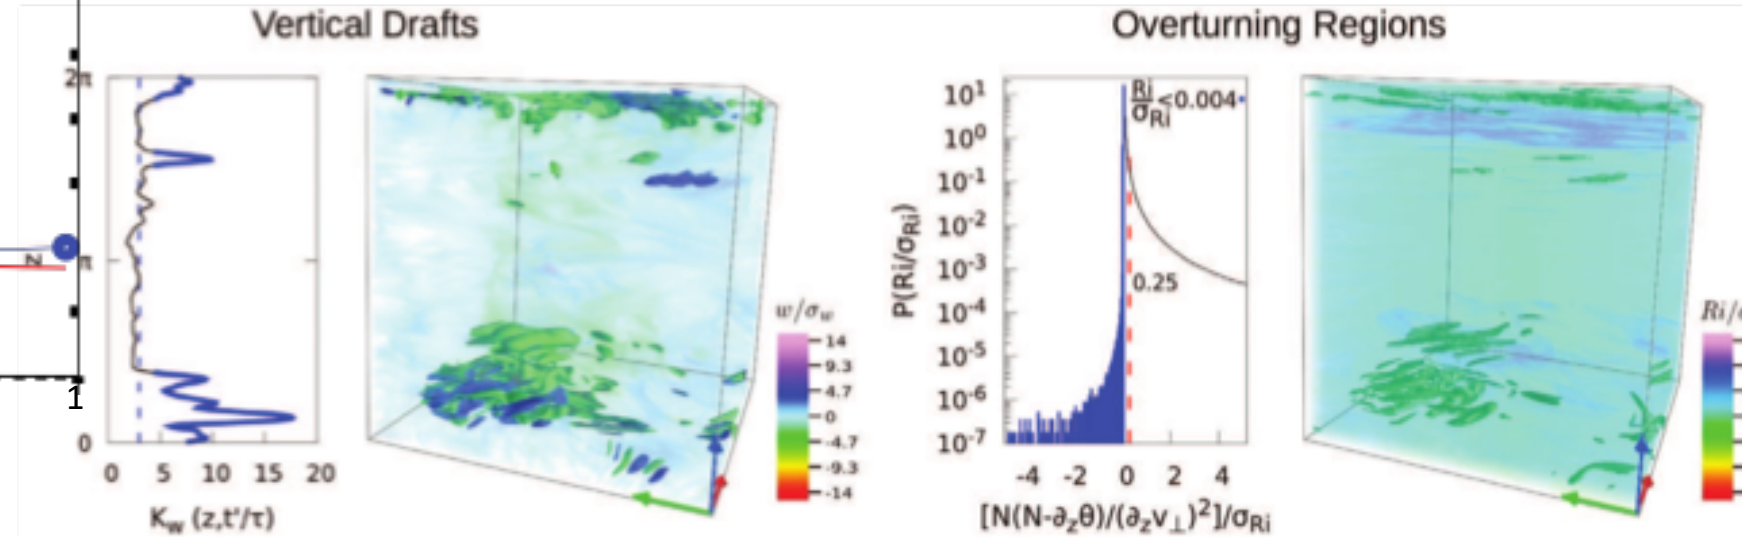 Vertical Drafts
Overturning Regions
2π
π
0
N
1
0 5 10 15 20
K_w (z,t'/τ)
w/σ_w
14
9.3
4.7
0
-4.7
-9.3
-14
P(Ri/σ_Ri)
10^1
10^0
10^-1
10^-2
10^-3
10^-4
10^-5
10^-6
10^-7
Ri/σ_Ri<0.004
0.25
-4 -2 0 2 4
[N(N-∂_zθ)/(∂_zv_⊥)^2]/σ_Ri
Ri/